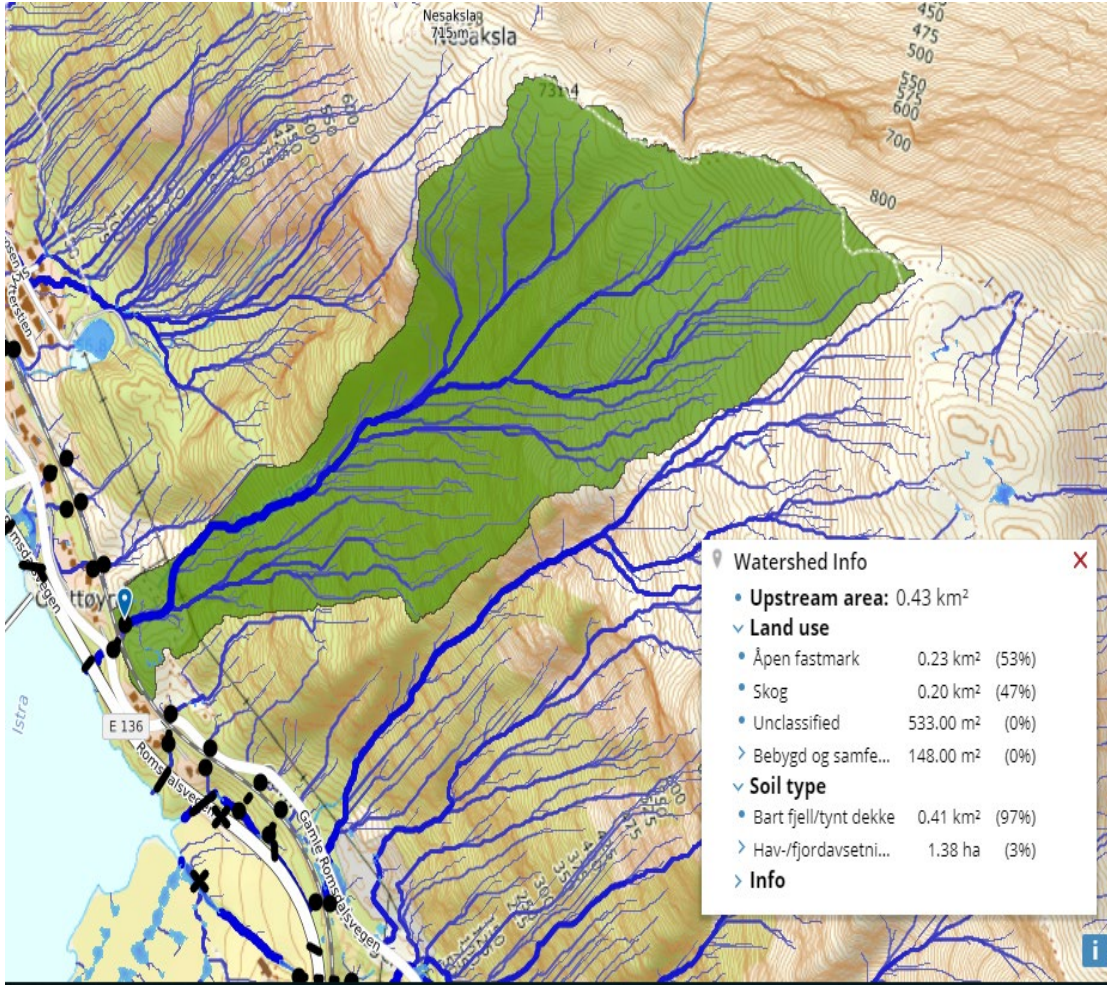 Nesaksla
715 m
Nesaksla
450
475
500
550
575
600
700
800
600
E 136
Istra
Romsdalsvegen
Gamle Romsdalsvegen
Watershed Info
Upstream area: 0.43 km²
Land use
Åpen fastmark 0.23 km² (53%)
Skog 0.20 km² (47%)
Unclassified 533.00 m² (0%)
Bebygd og samfe... 148.00 m² (0%)
Soil type
Bart fjell/tynt dekke 0.41 km² (97%)
Hav-/fjordavsetni... 1.38 ha (3%)
Info
i